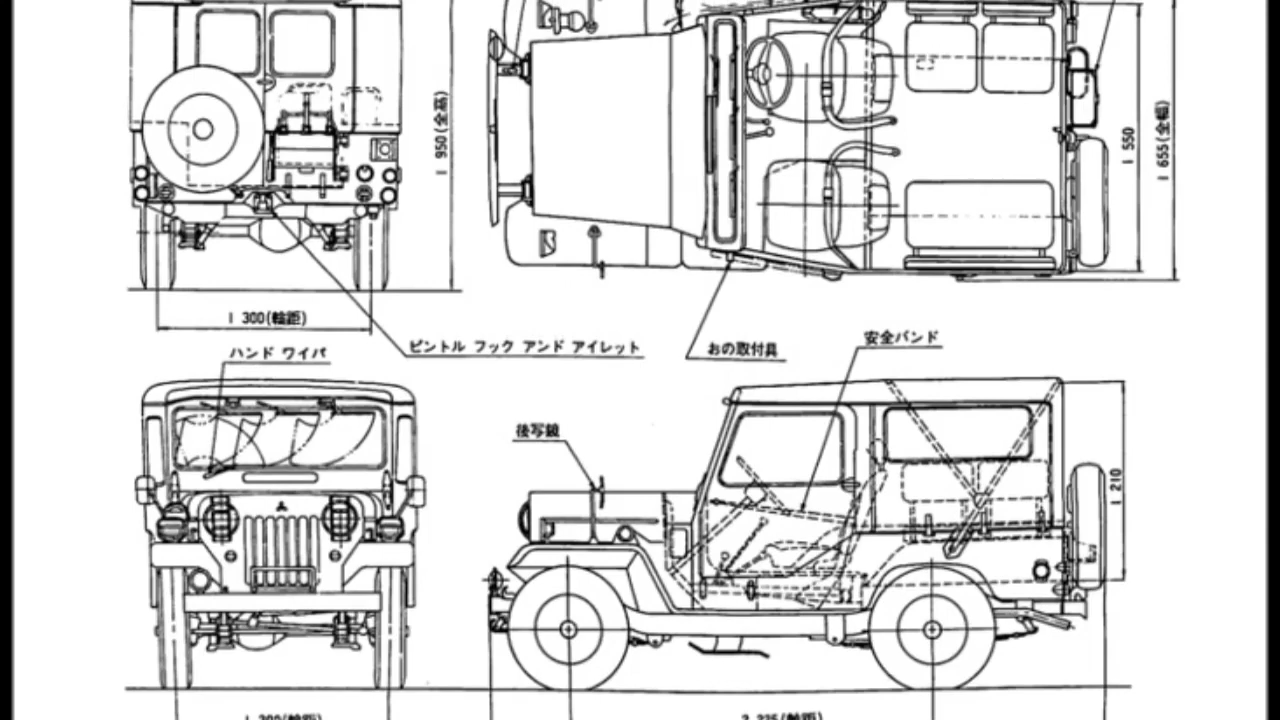 1 950(全高)
1 550
1 655(全幅)
1 300(輪距)
ピントル フック アンド アイレット
おの取付具
安全バンド
ハンド ワイパ
後写鏡
1 210